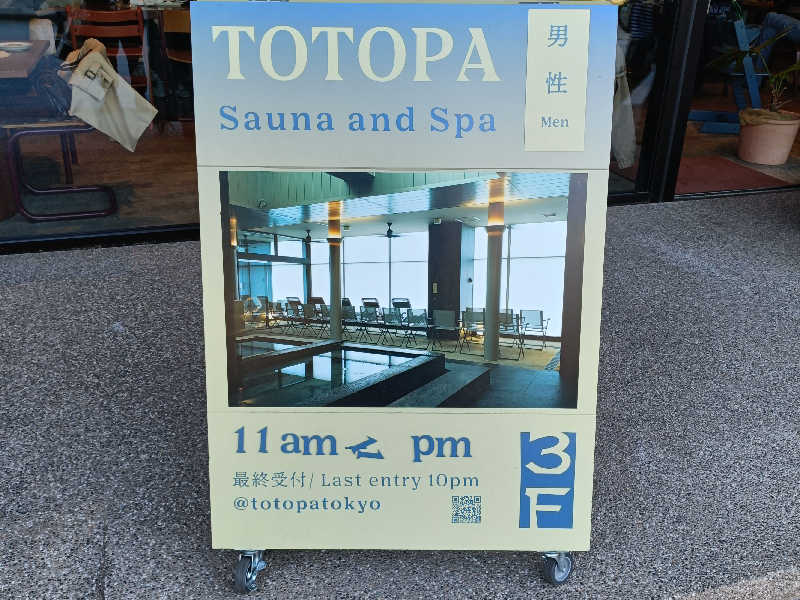 TOTOPA
Sauna and Spa
男性
Men
11am pm
最終受付/ Last entry 10pm
@totopatokyo
3F